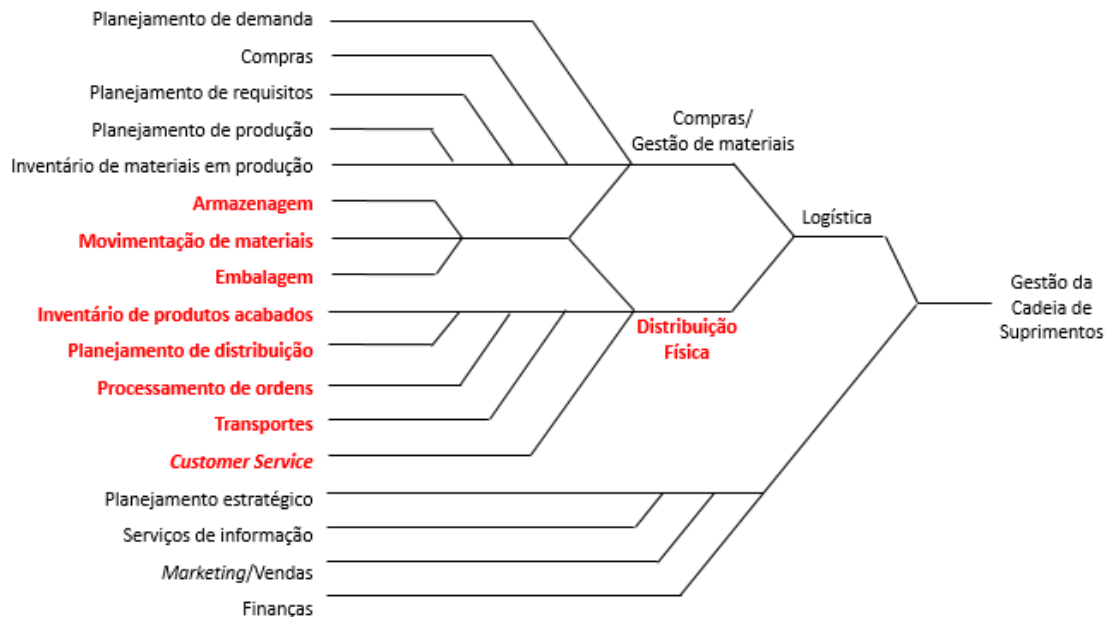 Planejamento de demanda
Compras
Planejamento de requisitos
Planejamento de produção
Inventário de materiais em produção
Armazenagem
Movimentação de materiais
Embalagem
Inventário de produtos acabados
Planejamento de distribuição
Processamento de ordens
Transportes
Customer Service
Planejamento estratégico
Serviços de informação
Marketing/Vendas
Finanças
Compras/
Gestão de materiais
Distribuição
Física
Logística
Gestão da
Cadeia de
Suprimentos